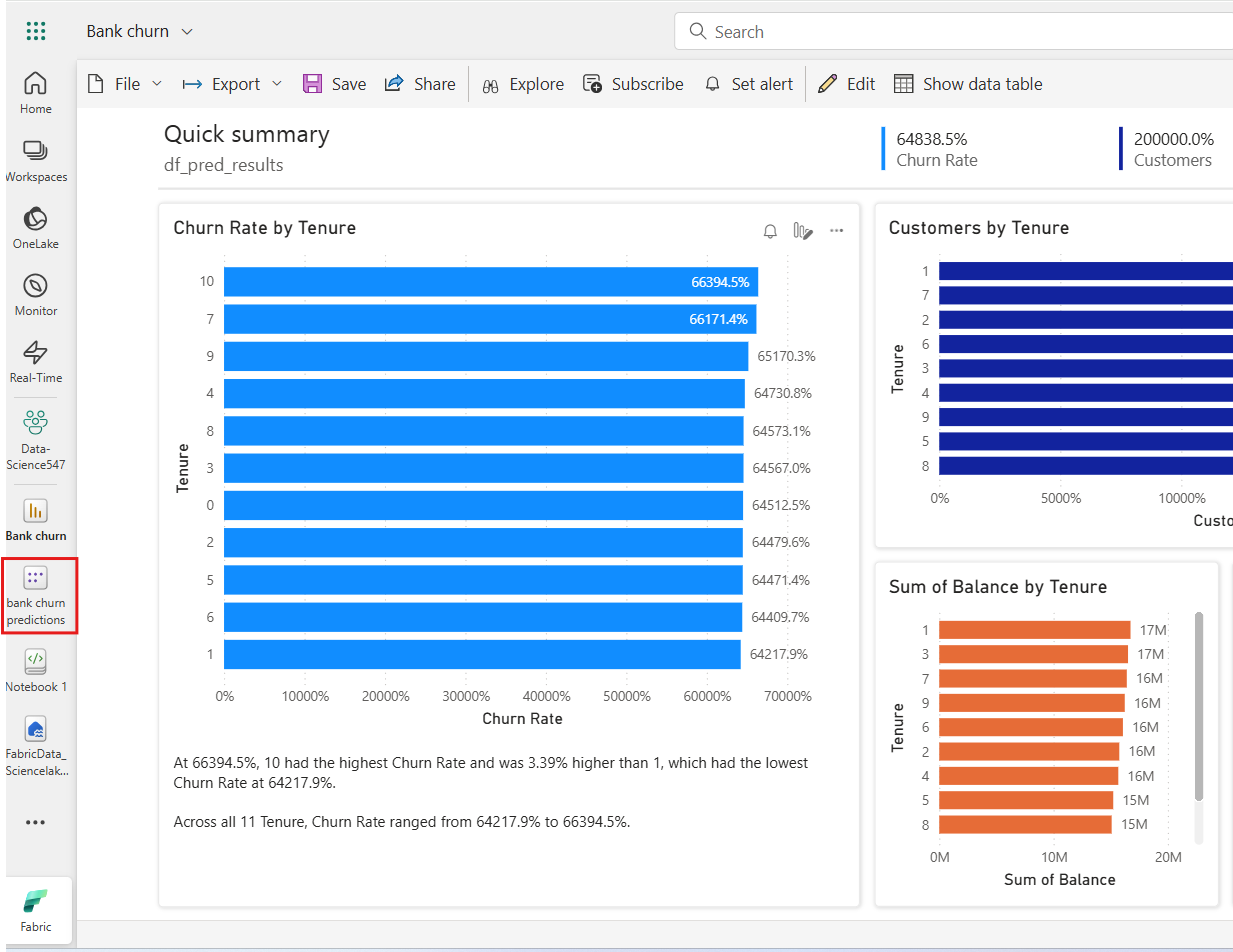 Bank churn
Search
Home
Workspaces
OneLake
Monitor
Real-Time
Data-
Science547
Bank churn
bank churn
predictions
Notebook 1
FabricData_
Sciencelak...
Fabric
File
Export
Save
Share
Explore
Subscribe
Set alert
Edit
Show data table
Quick summary
df_pred_results
64838.5%
Churn Rate
200000.0%
Customers
Churn Rate by Tenure
Tenure
10 66394.5%
7 66171.4%
9 65170.3%
4 64730.8%
8 64573.1%
3 64567.0%
0 64512.5%
2 64479.6%
5 64471.4%
6 64409.7%
1 64217.9%
0% 10000% 20000% 30000% 40000% 50000% 60000% 70000%
Churn Rate
At 66394.5%, 10 had the highest Churn Rate and was 3.39% higher than 1, which had the lowest
Churn Rate at 64217.9%.
Across all 11 Tenure, Churn Rate ranged from 64217.9% to 66394.5%.
Customers by Tenure
Tenure
1
7
2
6
3
4
9
5
8
0% 5000% 10000%
Custo
Sum of Balance by Tenure
Tenure
1 17M
3 17M
7 16M
9 16M
6 16M
2 16M
4 16M
5 15M
8 15M
0M 10M 20M
Sum of Balance